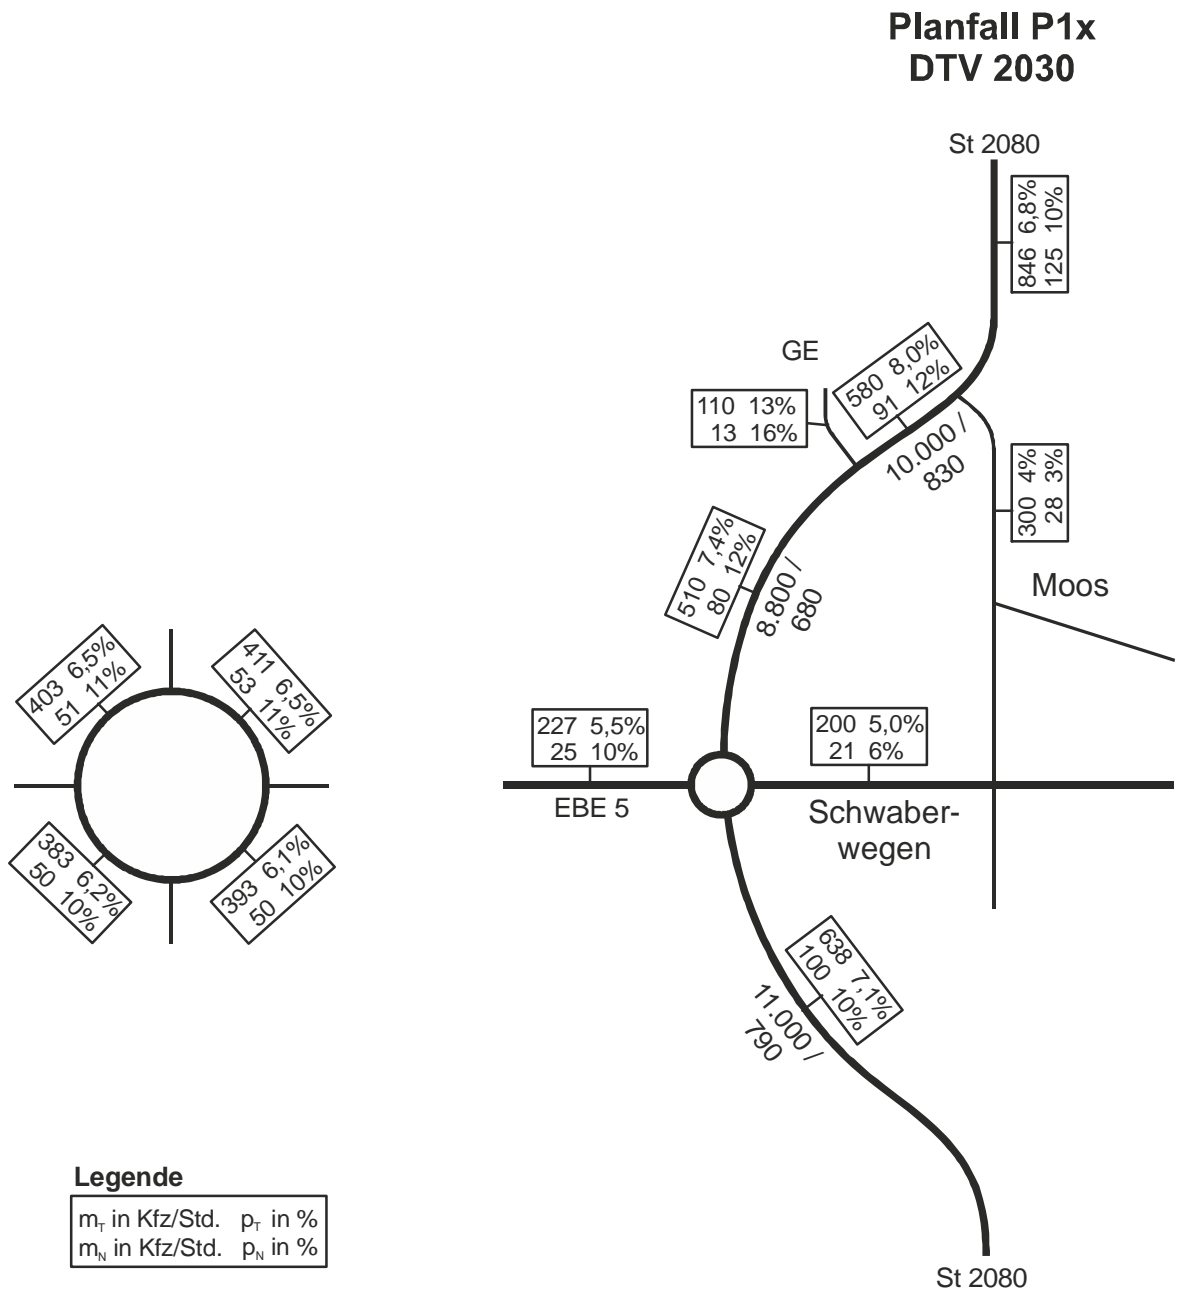 Planfall P1x
DTV 2030
St 2080
846 6,8%
125 10%
GE
580 8,0%
91 12%
110 13%
13 16%
10.000 /
830
300 4%
28 3%
510 7,4%
80 12%
8.800 /
680
Moos
403 6,5%
51 11%
411 6,5%
53 11%
227 5,5%
25 10%
200 5,0%
21 6%
EBE 5
Schwaber-
wegen
383 6,2%
50 10%
393 6,1%
50 10%
638 7,1%
100 10%
11.000 /
790
Legende
mT in Kfz/Std. pT in %
mN in Kfz/Std. pN in %
St 2080